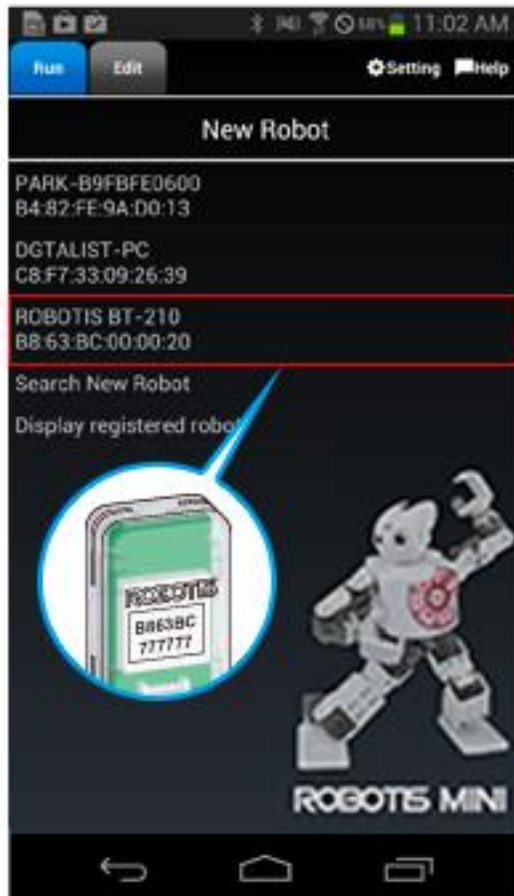 11:02 AM
Run
Edit
Setting
Help
New Robot
PARK-B9FBFE0600
B4:82:FE:9A:D0:13
DGTALIST-PC
C8:F7:33:09:26:39
ROBOTIS BT-210
B8:63:BC:00:00:20
Search New Robot
Display registered robot
ROBOTIS
B863BC
777777
ROBOTIS MINI